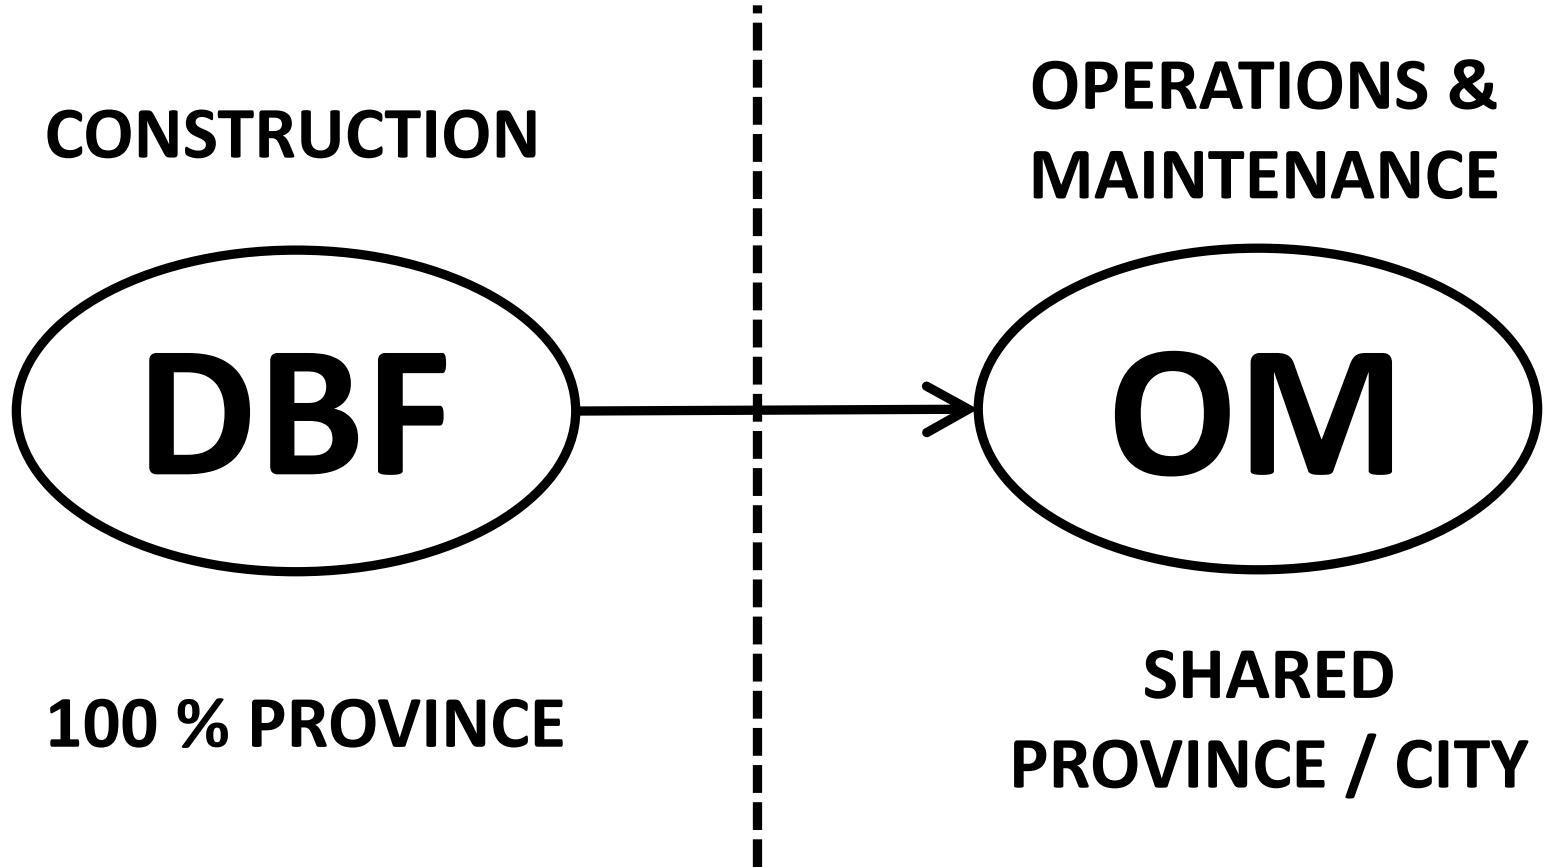 CONSTRUCTION
DBF
100 % PROVINCE
OPERATIONS &
MAINTENANCE
OM
SHARED
PROVINCE / CITY